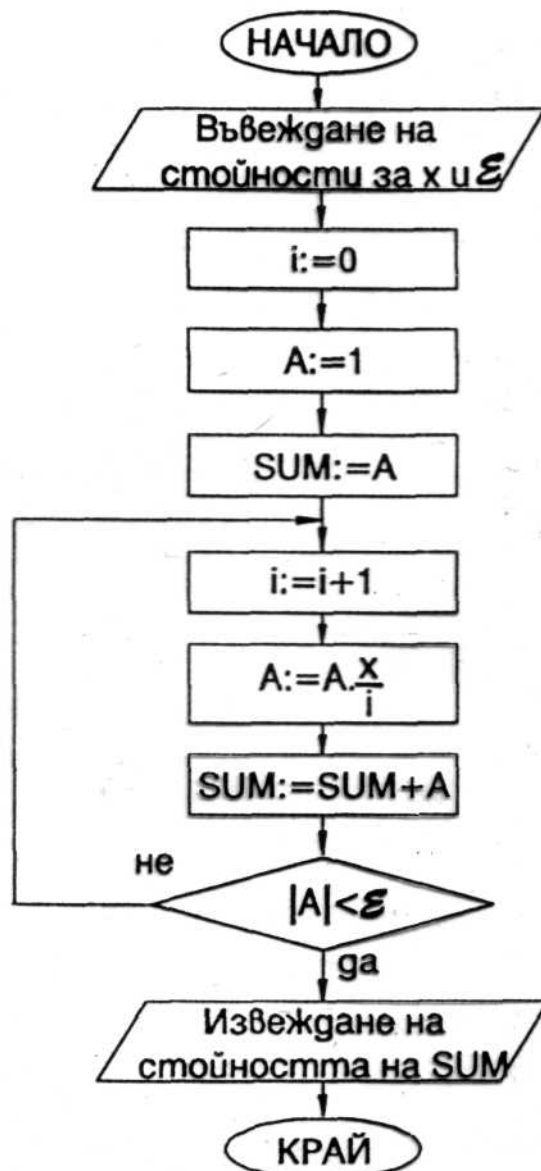 НАЧАЛО
Въвеждане на
стойности за x и ℰ
i:=0
A:=1
SUM:=A
i:=i+1
A:=A.x/i
SUM:=SUM+A
не
|A|<ℰ
да
Извеждане на
стойността на SUM
КРАЙ